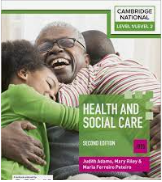 CAMBRIDGE
NATIONAL
LEVEL 1/LEVEL 2
HEALTH AND
SOCIAL CARE
SECOND EDITION
Judith Adams, Mary Riley &
Maria Ferreiro Peteiro